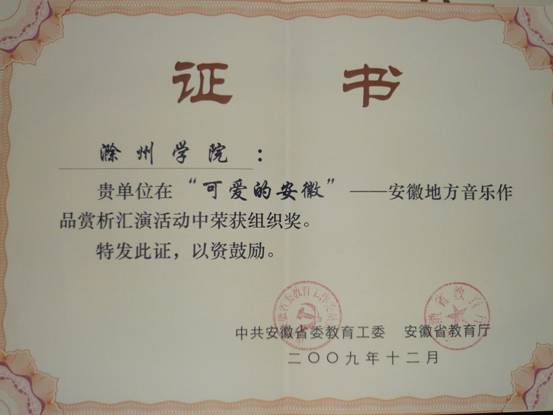 证 书
滁州学院：
贵单位在“可爱的安徽”——安徽地方音乐作
品赏析汇演活动中荣获组织奖。
特发此证，以资鼓励。
中共安徽省委教育工委 安徽省教育厅
二〇〇九年十二月